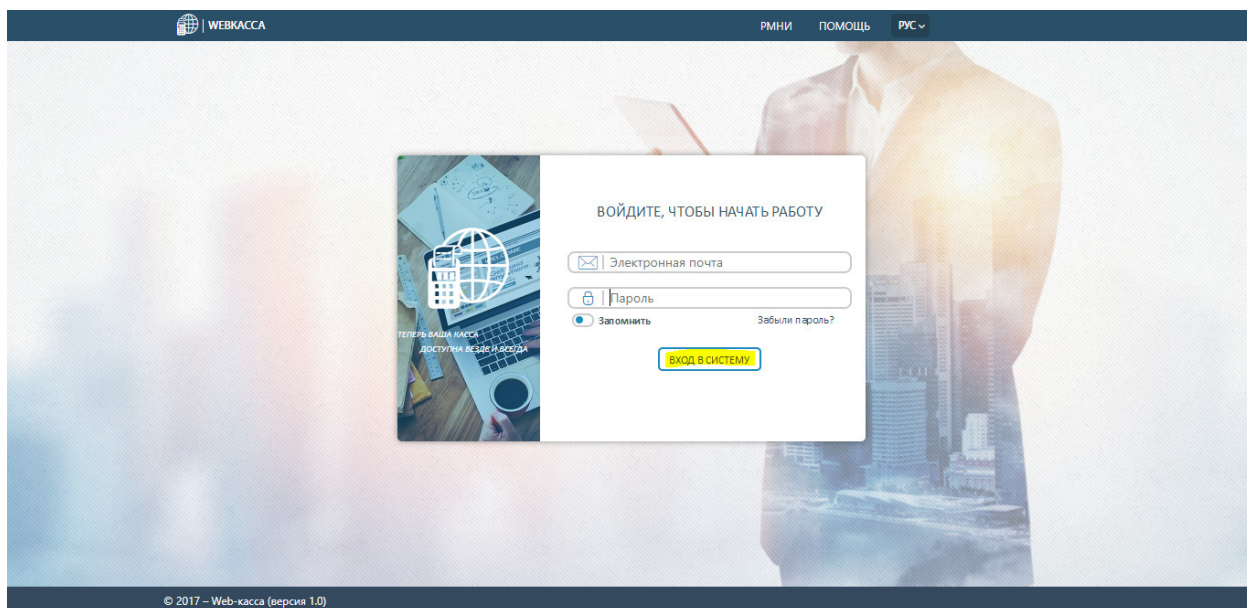 WEBKACCA
РМНИ ПОМОЩЬ РУС
ВОЙДИТЕ, ЧТОБЫ НАЧАТЬ РАБОТУ
Электронная почта
Пароль
Запомнить Забыли пароль?
ТЕПЕРЬ ВАША КАССА
ДОСТУПНА ВЕЗДЕ И ВСЕГДА
ВХОД В СИСТЕМУ
© 2017 – Web-касса (версия 1.0)